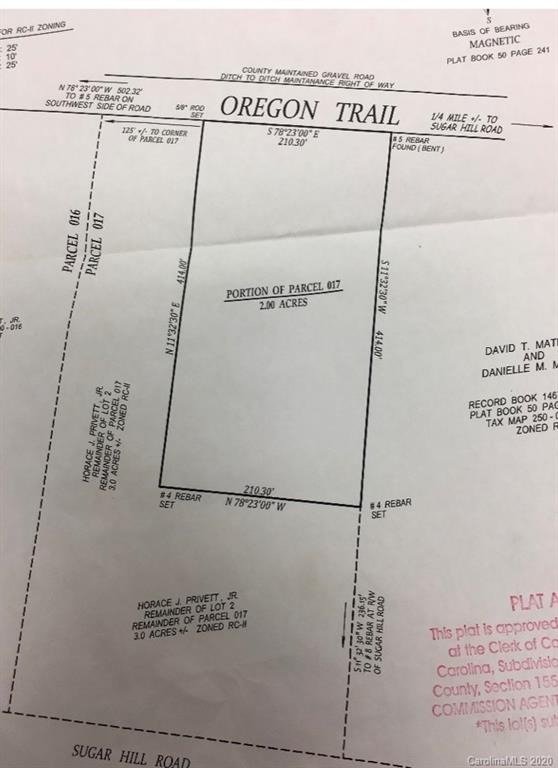 FOR RC-II ZONING
25'
10'
25'
S
BASIS OF BEARING
MAGNETIC
PLAT BOOK 50 PAGE 241
COUNTY MAINTAINED GRAVEL ROAD
DITCH TO DITCH MAINTANANCE RIGHT OF WAY
N 78°23'00" W 502.32'
TO #5 REBAR ON
SOUTHWEST SIDE OF ROAD
5/8" ROD
SET
OREGON TRAIL
1/4 MILE +/- TO
SUGAR HILL ROAD
125' +/- TO CORNER
OF PARCEL 017
S 78°23'00" E
210.30'
#5 REBAR
FOUND (BENT)
PARCEL 016
PARCEL 017
N 11°32'30" E 414.00'
PORTION OF PARCEL 017
2.00 ACRES
S 11°32'30" W 414.00'
, JR.
-016
DAVID T.
AND
DANIELLE M. M
RECORD BOOK 146
PLAT BOOK 50 PAG
TAX MAP 250-0
ZONED R
HORACE J. PRIVETT, JR.
REMAINDER OF LOT 2
REMAINDER OF PARCEL 017
3.0 ACRES +/- ZONED RC-II
#4 REBAR
SET
210.30'
N 78°23'00" W
#4 REBAR
SET
HORACE J. PRIVETT, JR.
REMAINDER OF LOT 2
REMAINDER OF PARCEL 017
3.0 ACRES +/- ZONED RC-II
S 11°32'30" W 236.15'
TO #8 REBAR AT R/W
OF SUGAR HILL ROAD
PLAT A
This plat is approved
at the Clerk of Co
Carolina, Subdivisio
County, Section 155
COMMISSION AGENT
*This lot(s) sub
SUGAR HILL ROAD
CarolinaMLS 2020